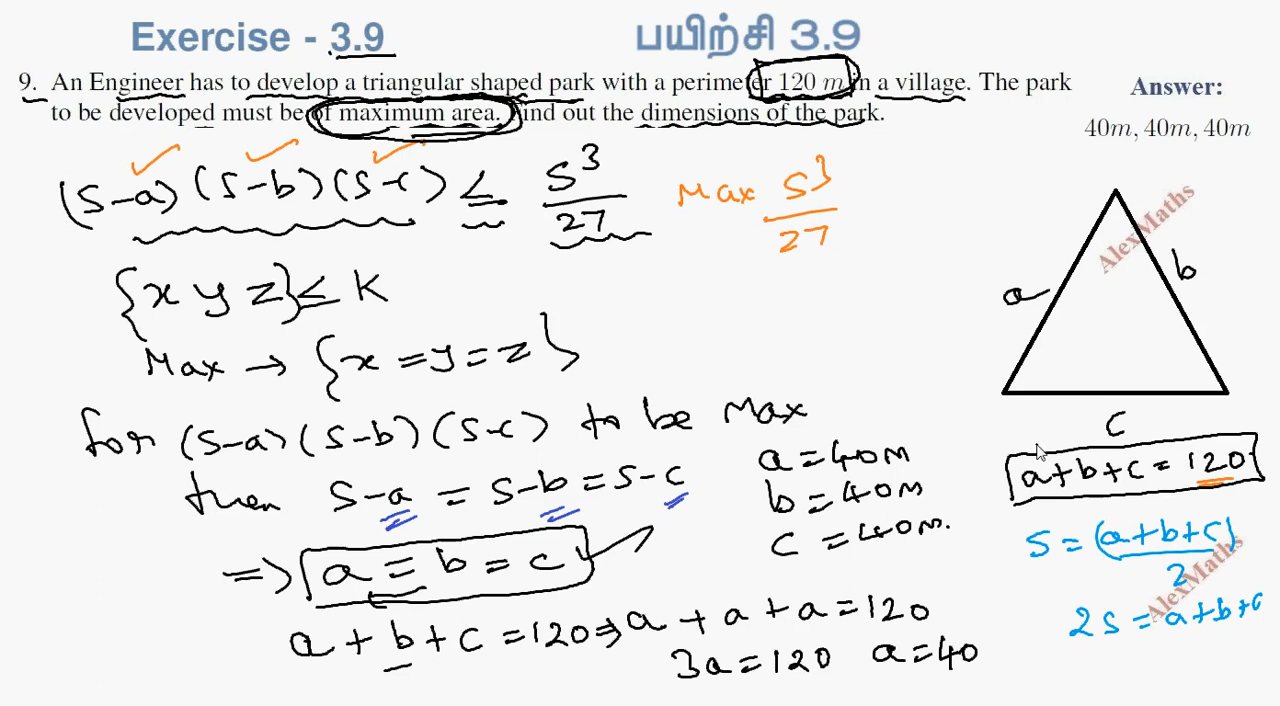 Exercise - 3.9
பயிற்சி 3.9
9. An Engineer has to develop a triangular shaped park with a perimeter 120 m in a village. The park
to be developed must be of maximum area. Find out the dimensions of the park.
Answer:
40m, 40m, 40m
(s-a) (s-b) (s-c) ≤ s³/27
Max s³/27
{x y z} ≤ K
Max → {x = y = z}
for (s-a) (s-b) (s-c) to be Max
then s-a = s-b = s-c
⇒ a = b = c
a + b + c = 120 ⇒ a + a + a = 120
3a = 120 a = 40
a = 40m
b = 40m
c = 40m.
AlexMaths
a
b
c
a+b+c = 120
s = (a+b+c)/2
2s = a+b+c
AlexMaths